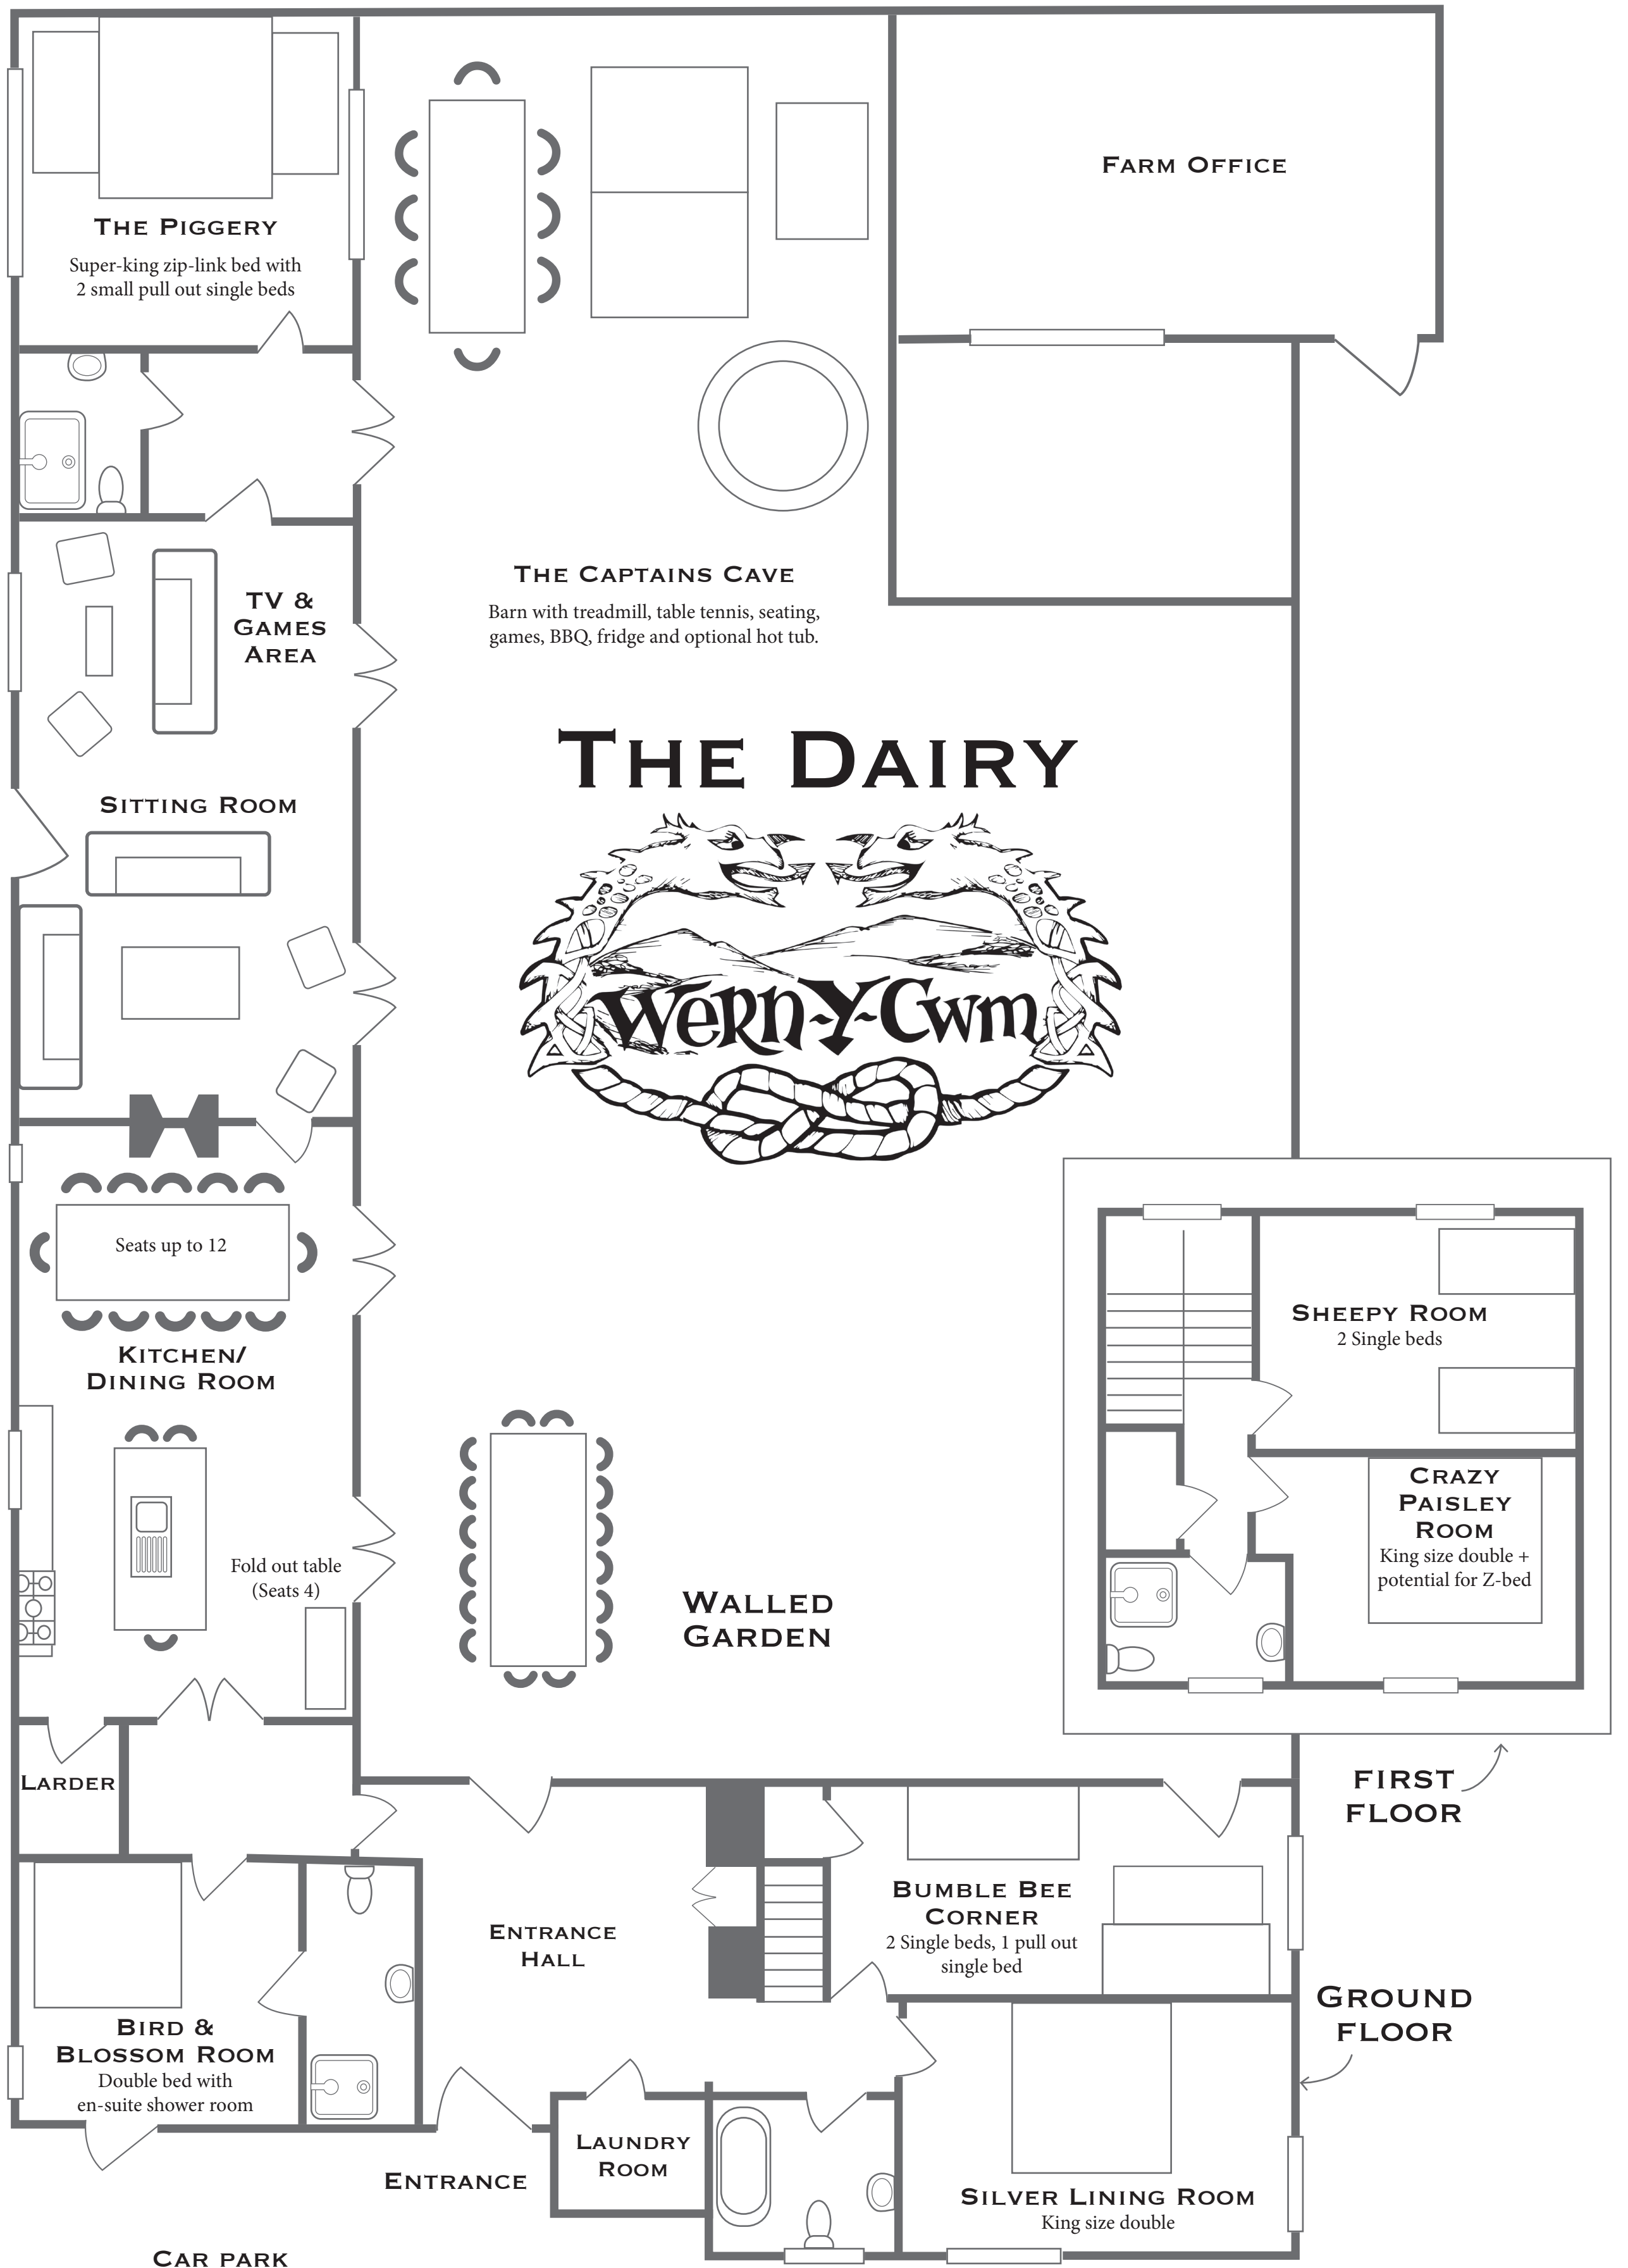 Farm Office
The Piggery
Super-king zip-link bed with
2 small pull out single beds
The Captains Cave
Barn with treadmill, table tennis, seating,
games, BBQ, fridge and optional hot tub.
TV &
Games
Area
Sitting Room
The Dairy
Wern-Y-Cwm
Seats up to 12
Kitchen/
Dining Room
Fold out table
(Seats 4)
Walled
Garden
Sheepy Room
2 Single beds
Crazy
Paisley
Room
King size double +
potential for Z-bed
First
Floor
Larder
Bumble Bee
Corner
2 Single beds, 1 pull out
single bed
Entrance
Hall
Ground
Floor
Bird &
Blossom Room
Double bed with
en-suite shower room
Laundry
Room
Entrance
Silver Lining Room
King size double
Car park